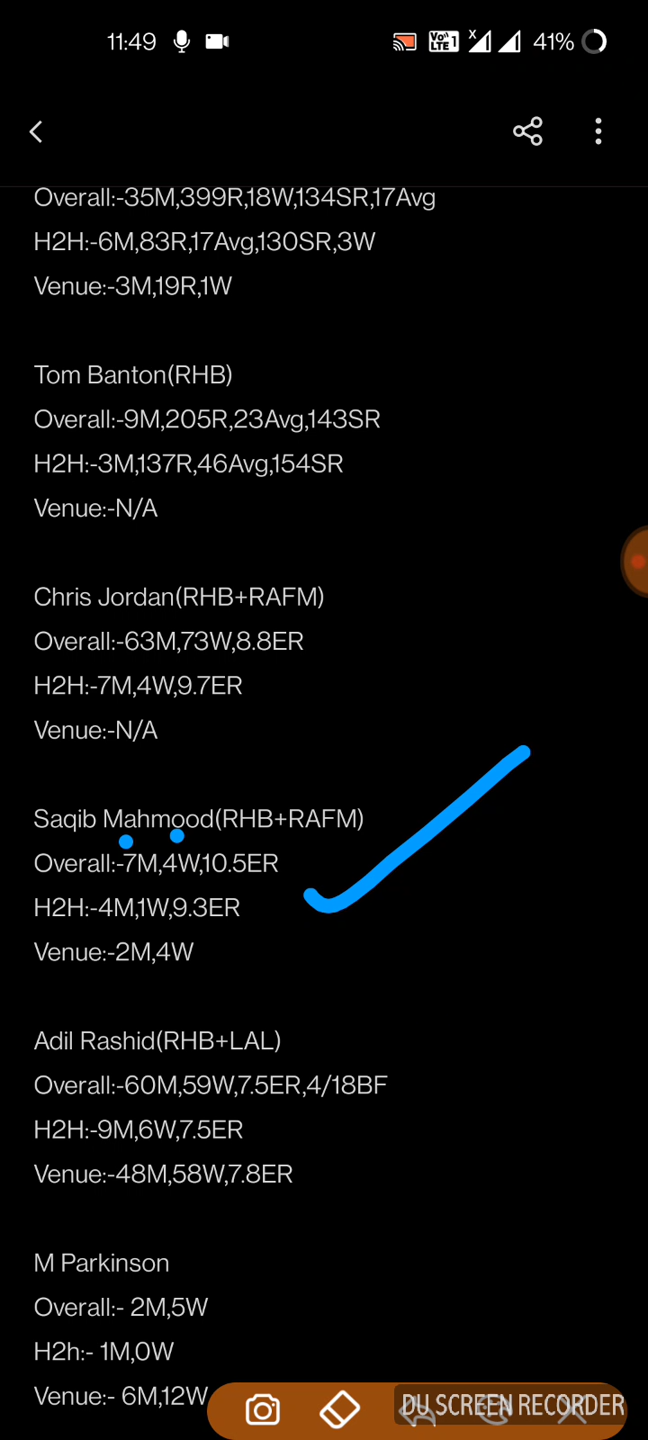 11:49 Vo)) LTE 1 X 41%
Overall:-35M,399R,18W,134SR,17Avg
H2H:-6M,83R,17Avg,130SR,3W
Venue:-3M,19R,1W
Tom Banton(RHB)
Overall:-9M,205R,23Avg,143SR
H2H:-3M,137R,46Avg,154SR
Venue:-N/A
Chris Jordan(RHB+RAFM)
Overall:-63M,73W,8.8ER
H2H:-7M,4W,9.7ER
Venue:-N/A
Saqib Mahmood(RHB+RAFM)
Overall:-7M,4W,10.5ER
H2H:-4M,1W,9.3ER
Venue:-2M,4W
Adil Rashid(RHB+LAL)
Overall:-60M,59W,7.5ER,4/18BF
H2H:-9M,6W,7.5ER
Venue:-48M,58W,7.8ER
M Parkinson
Overall:- 2M,5W
H2h:- 1M,0W
Venue:- 6M,12W
DU SCREEN RECORDER